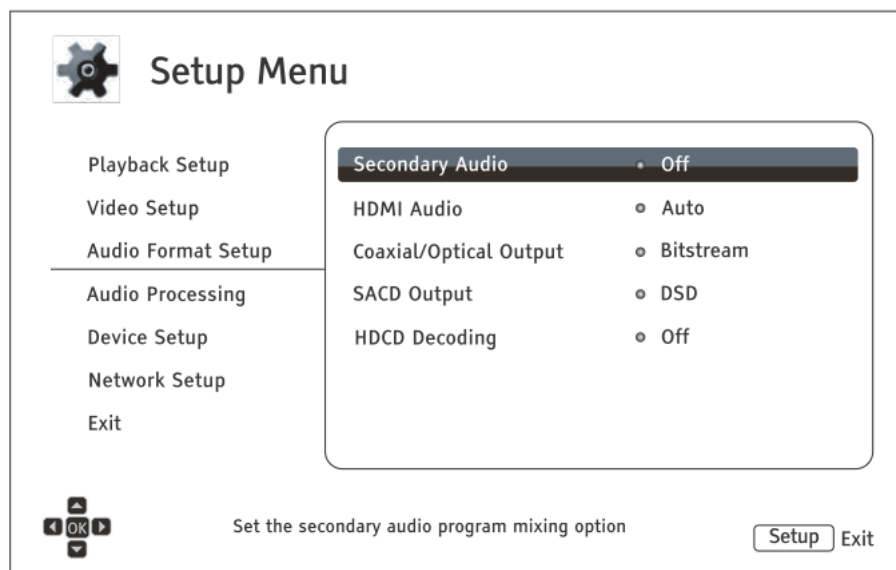 Setup Menu
Playback Setup
Video Setup
Audio Format Setup
Audio Processing
Device Setup
Network Setup
Exit
Secondary Audio Off
HDMI Audio Auto
Coaxial/Optical Output Bitstream
SACD Output DSD
HDCD Decoding Off
OK
Set the secondary audio program mixing option
Setup Exit